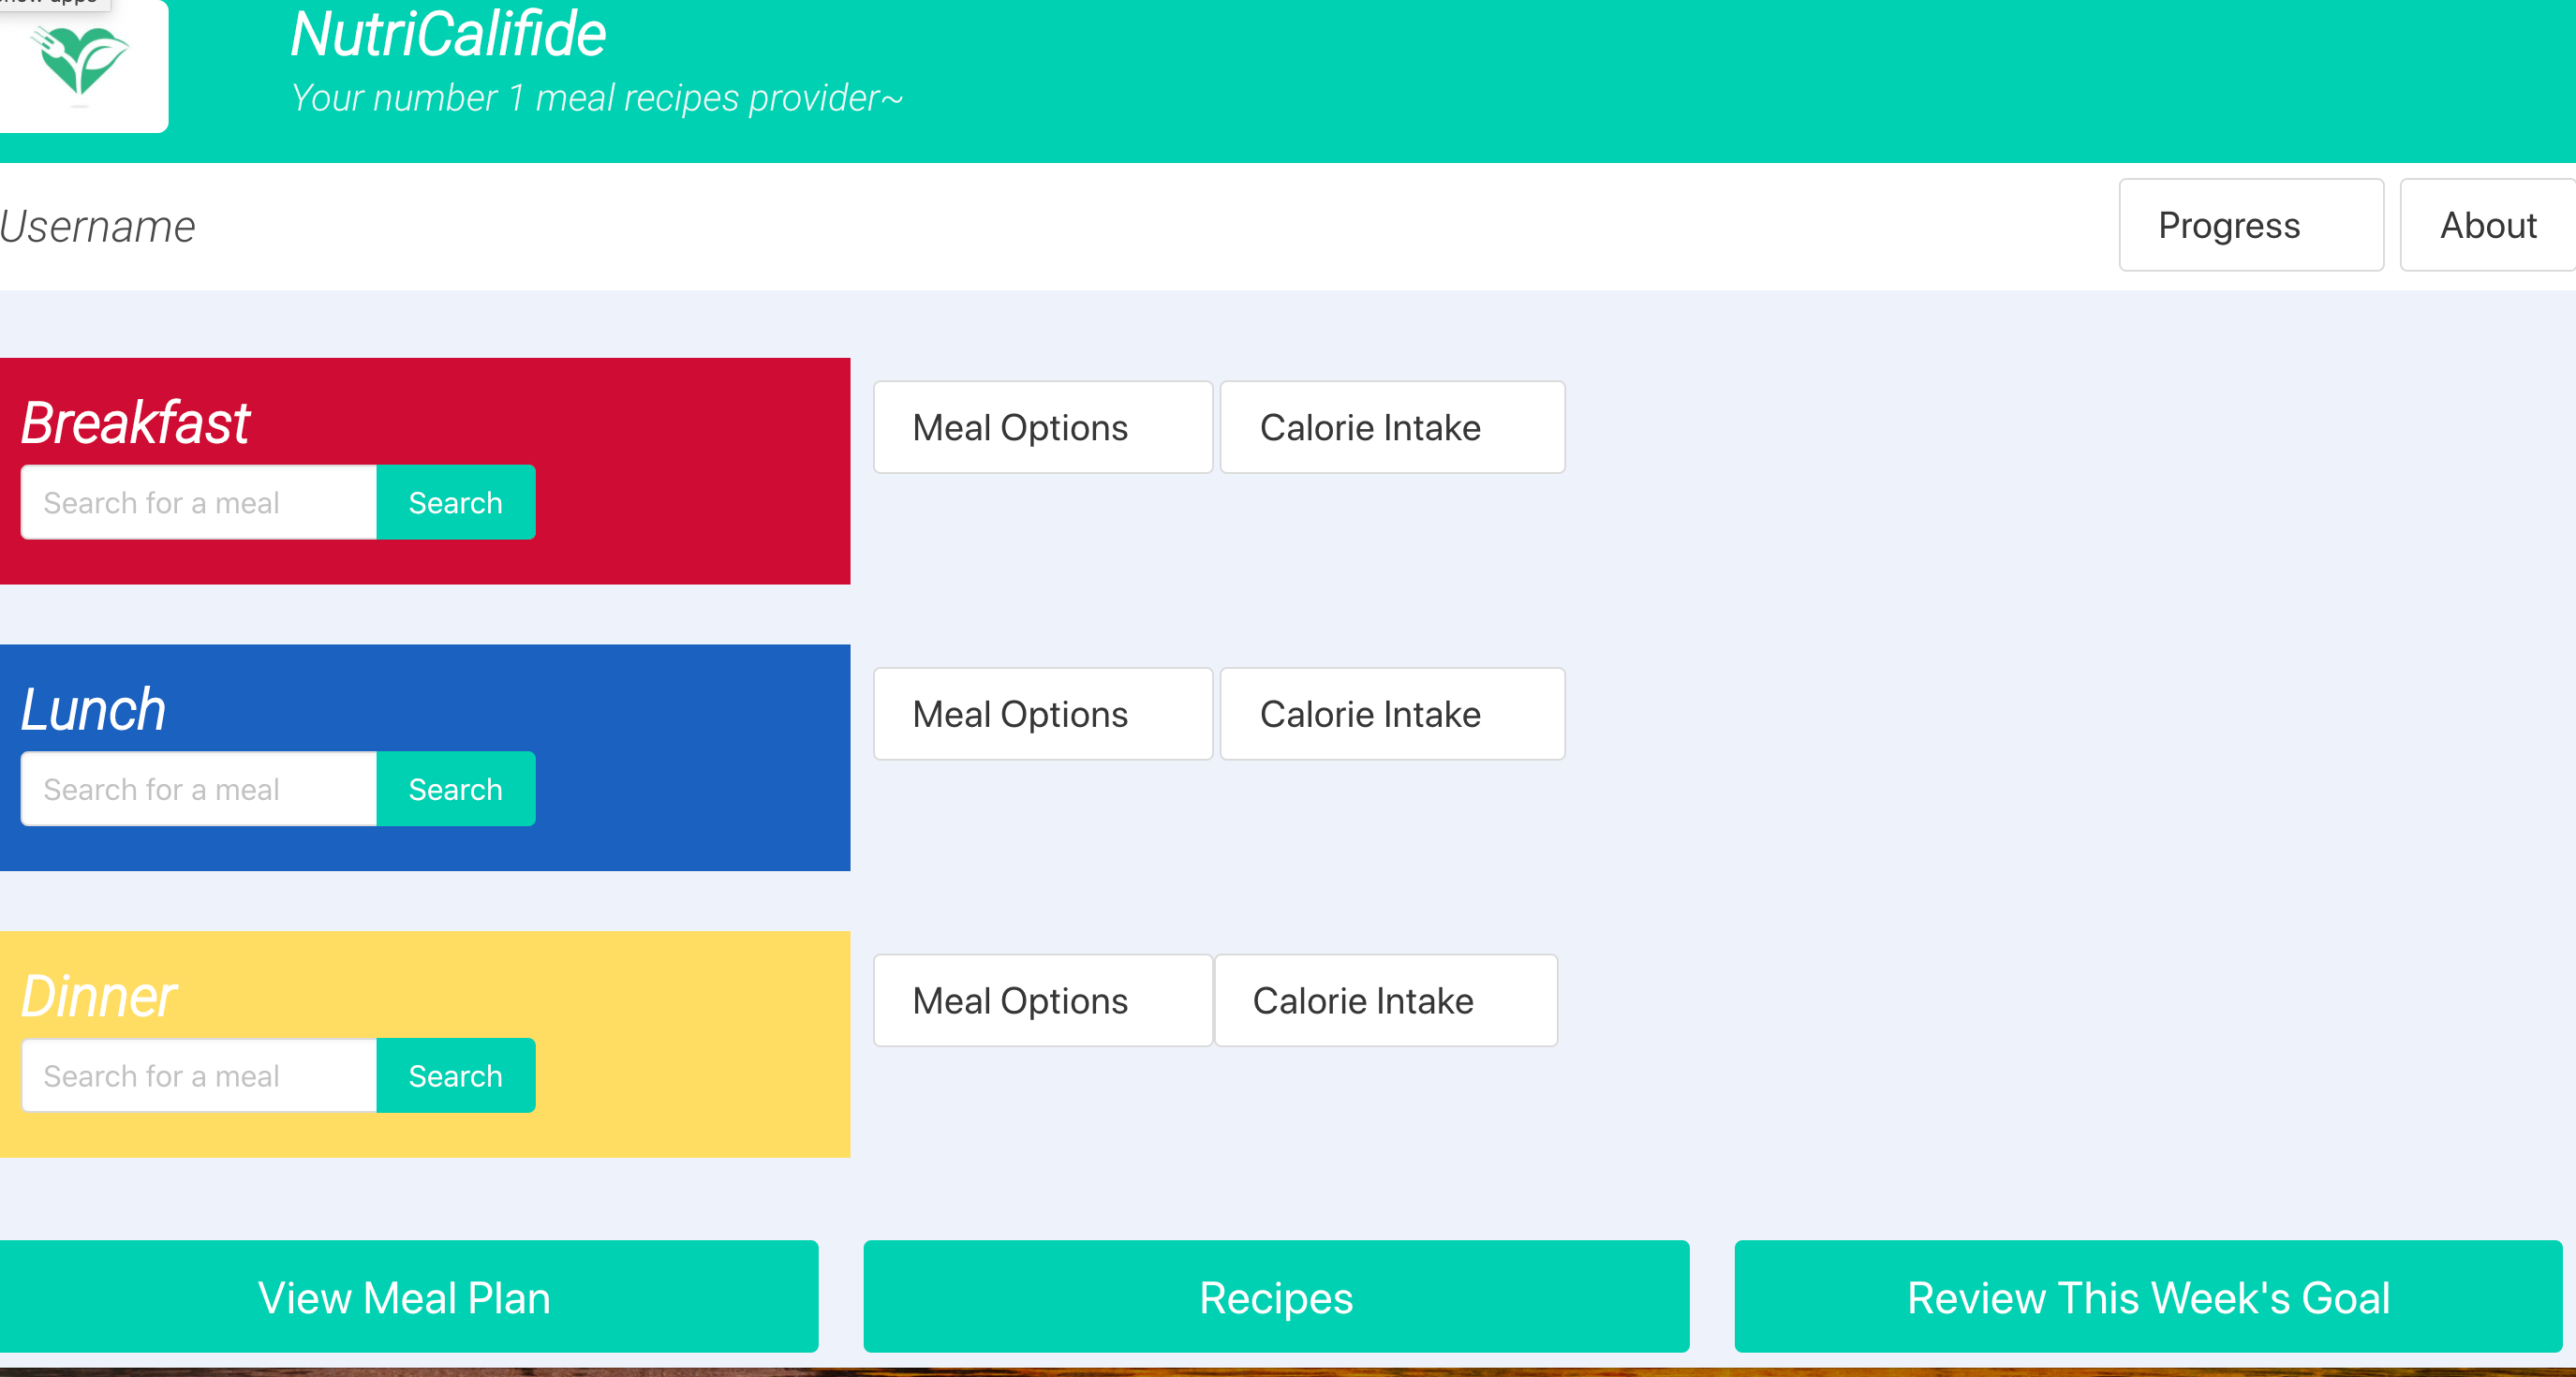 NutriCalifide
Your number 1 meal recipes provider~
Username
Progress
About
Breakfast
Search for a meal
Search
Meal Options
Calorie Intake
Lunch
Search for a meal
Search
Meal Options
Calorie Intake
Dinner
Search for a meal
Search
Meal Options
Calorie Intake
View Meal Plan
Recipes
Review This Week's Goal